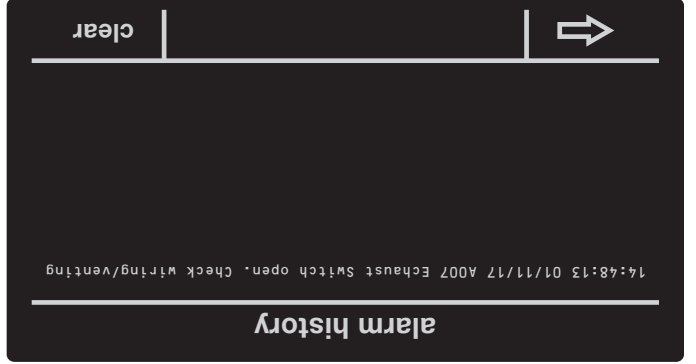 alarm history
14:48:13 01/11/17 A007 Exhaust Switch open. Check wiring/venting
clear